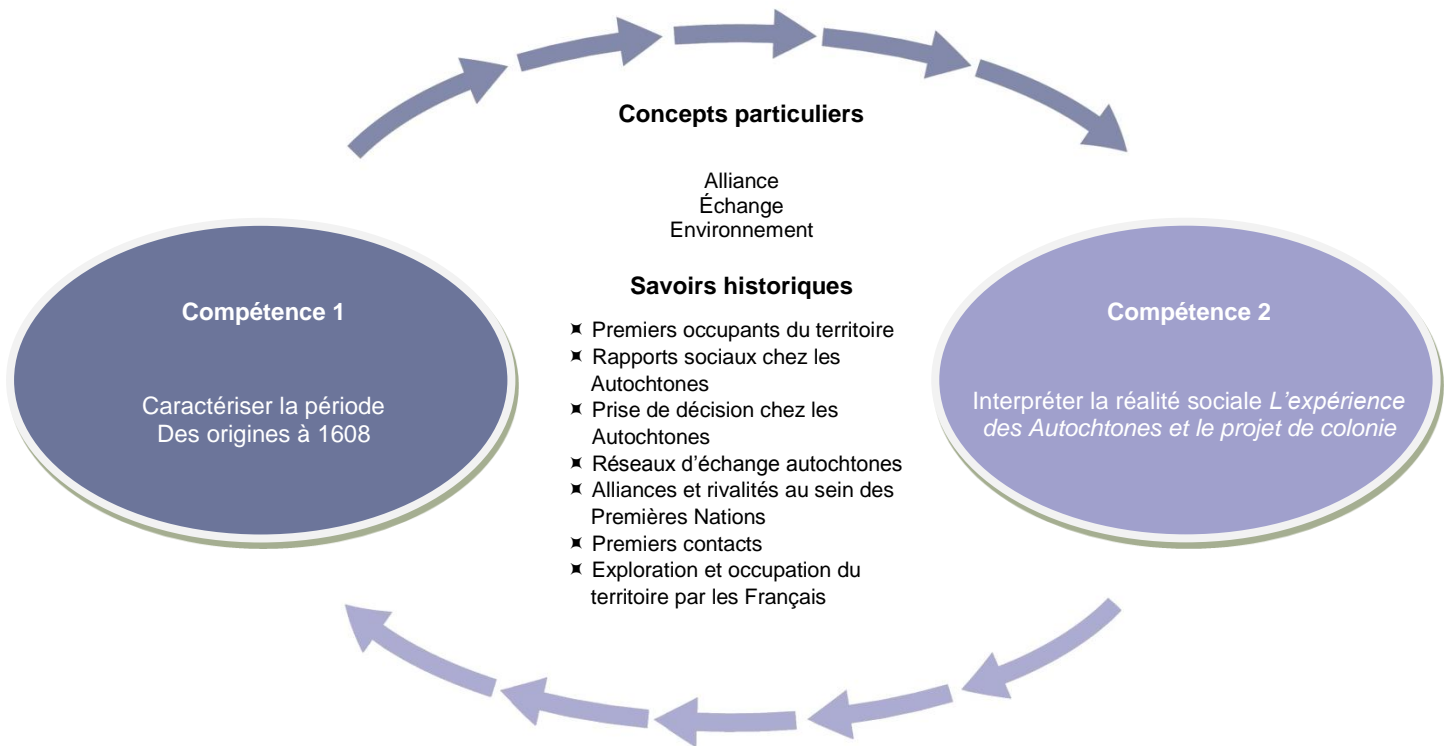 Concepts particuliers
Alliance
Échange
Environnement
Savoirs historiques
Premiers occupants du territoire
Rapports sociaux chez les
Autochtones
Prise de décision chez les
Autochtones
Réseaux d'échange autochtones
Alliances et rivalités au sein des
Premières Nations
Premiers contacts
Exploration et occupation du
territoire par les Français
Compétence 1
Caractériser la période
Des origines à 1608
Compétence 2
Interpréter la réalité sociale L'expérience
des Autochtones et le projet de colonie